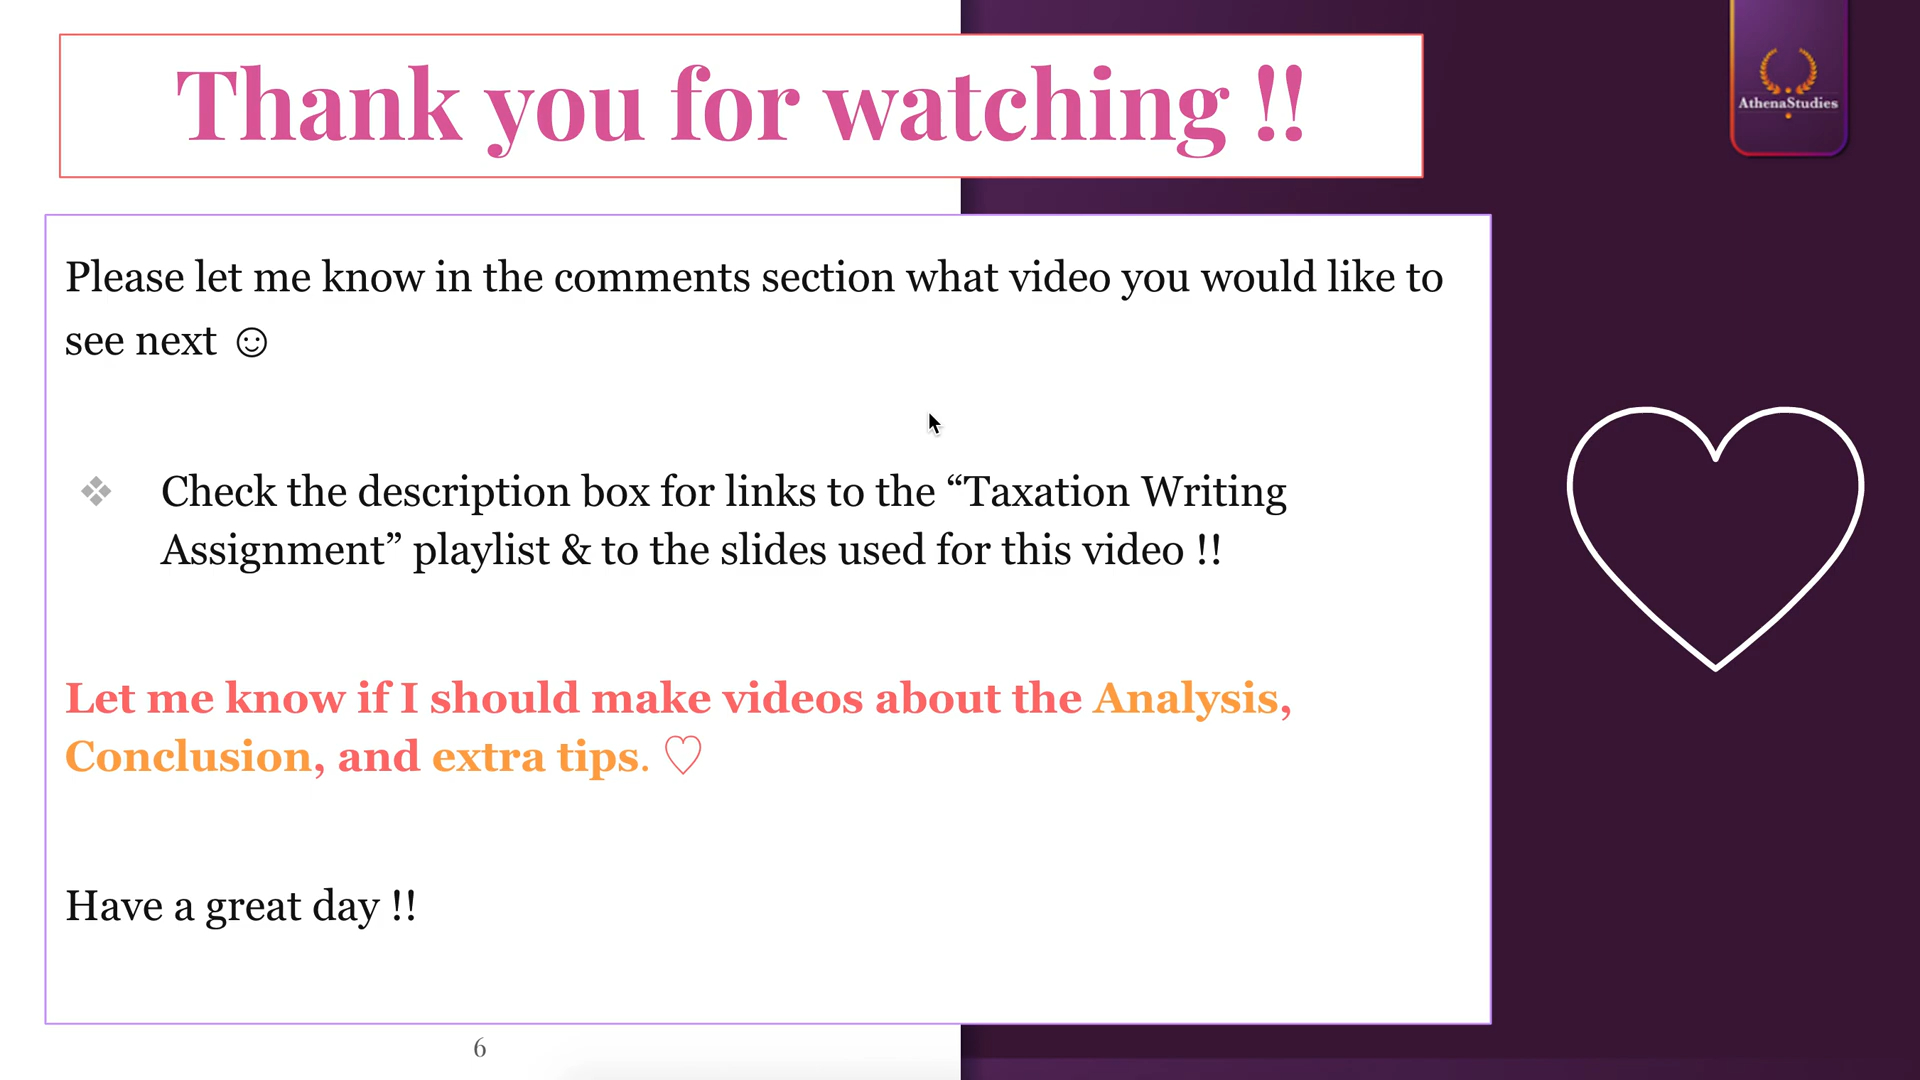 Thank you for watching !!
AthenaStudies
Please let me know in the comments section what video you would like to
see next ☺
❖ Check the description box for links to the “Taxation Writing
Assignment” playlist & to the slides used for this video !!
Let me know if I should make videos about the Analysis,
Conclusion, and extra tips. ♡
Have a great day !!
6